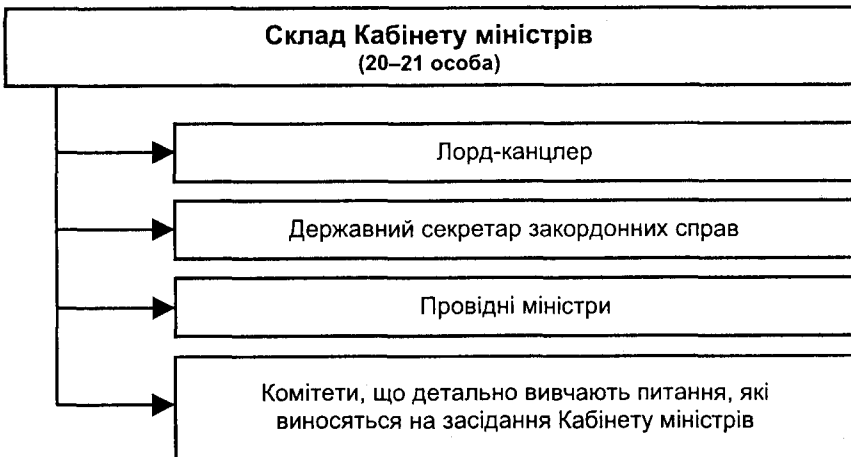 Склад Кабінету міністрів
(20–21 особа)
Лорд-канцлер
Державний секретар закордонних справ
Провідні міністри
Комітети, що детально вивчають питання, які
виносяться на засідання Кабінету міністрів